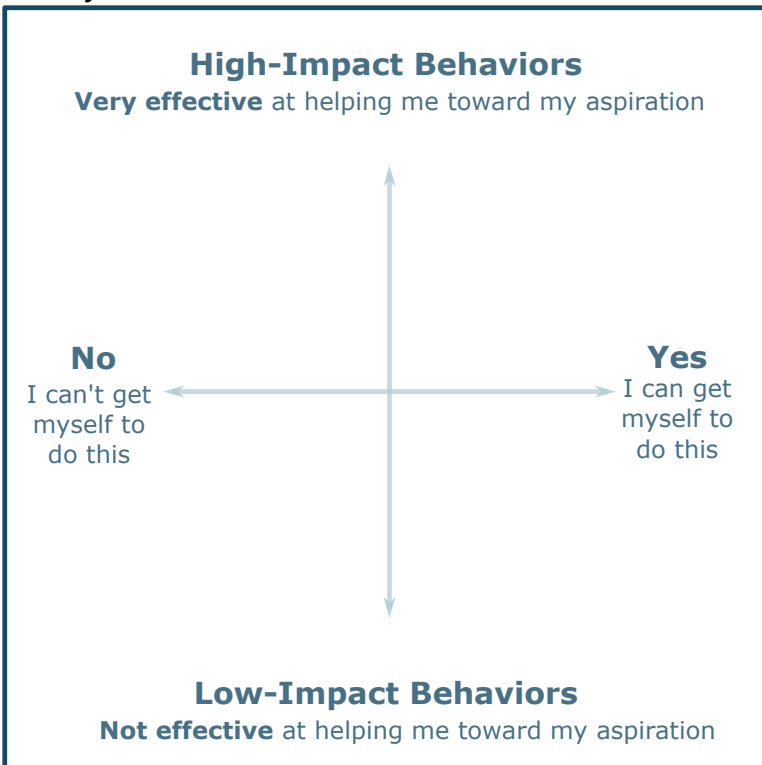 High-Impact Behaviors
Very effective at helping me toward my aspiration
No
I can't get
myself to
do this
Yes
I can get
myself to
do this
Low-Impact Behaviors
Not effective at helping me toward my aspiration